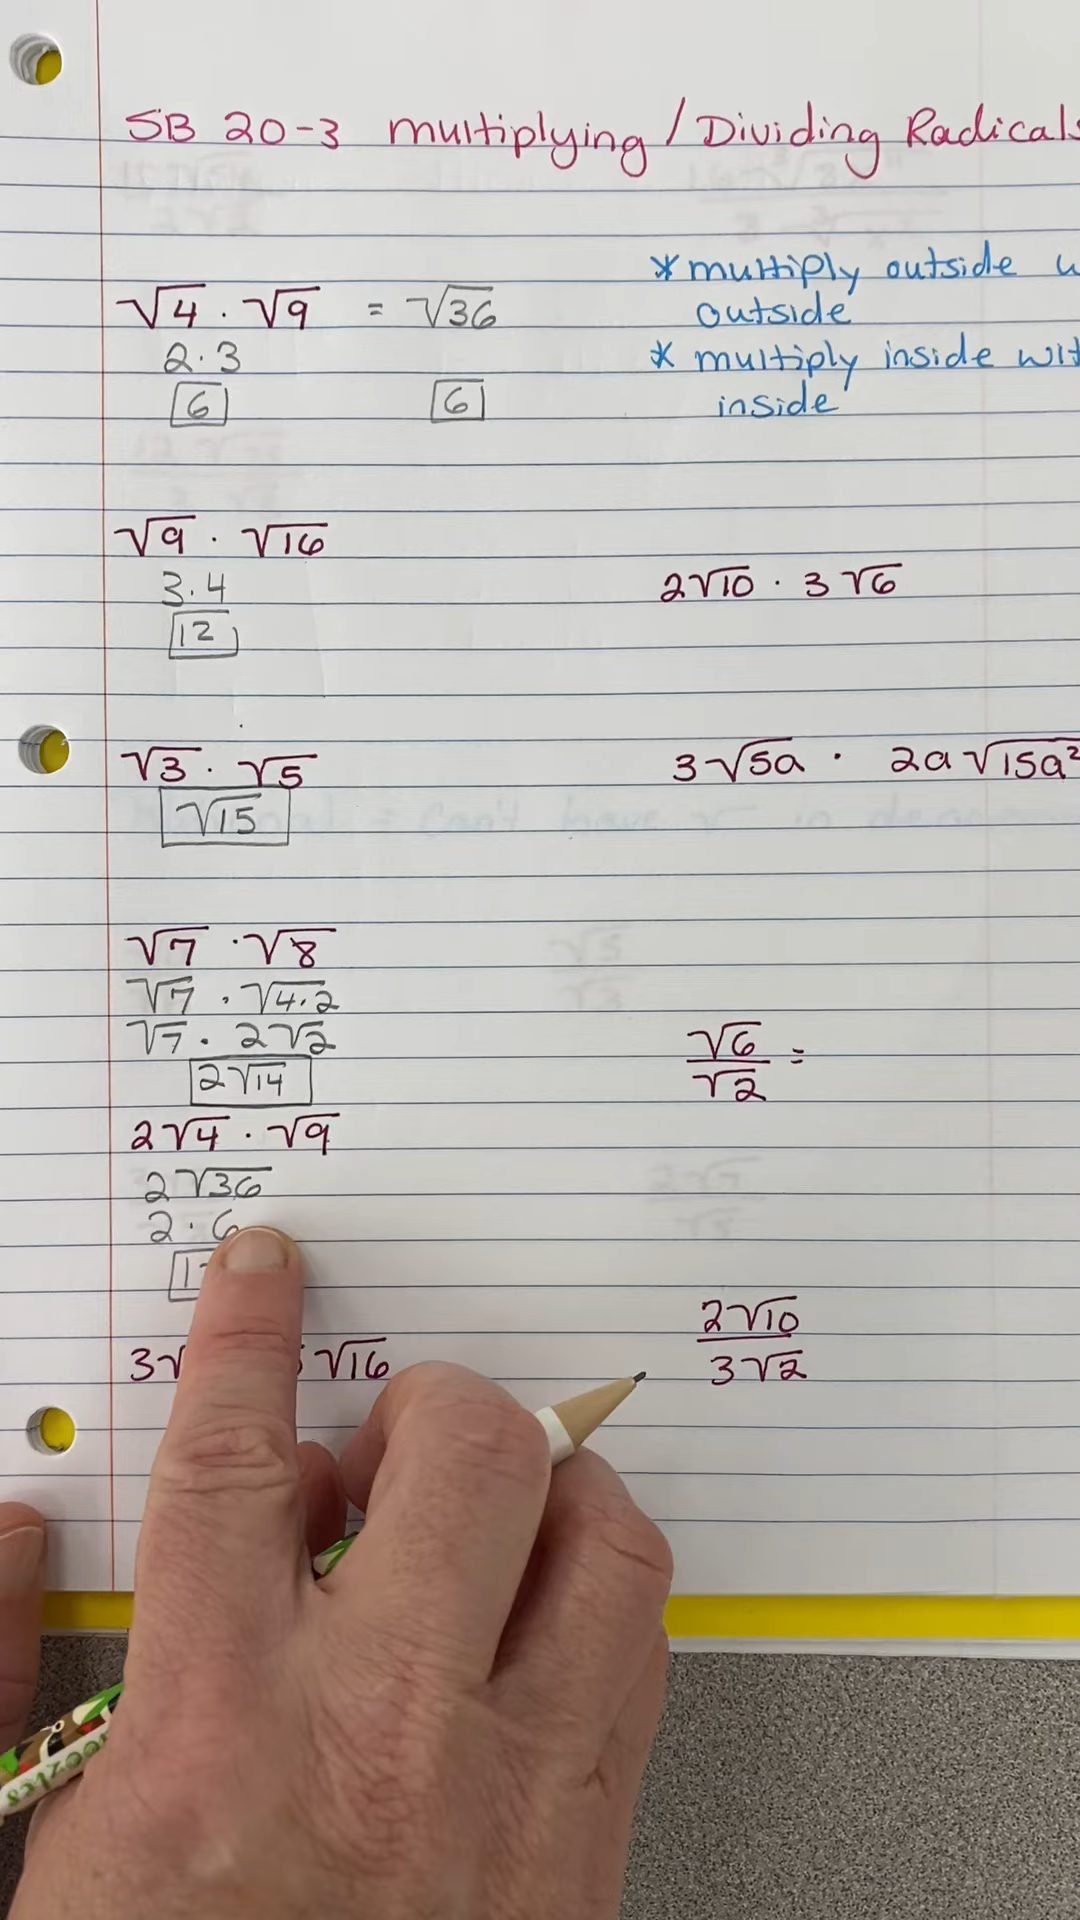 SB 20-3 multiplying / Dividing Radicals
* multiply outside
outside
* multiply inside
inside
√4 · √9 = √36
2 · 3
6 6
√9 · √16
3 · 4
12
2√10 · 3√6
√3 · √5
√15
3√5a · 2a√15a²
√7 · √8
√7 · √4·2
√7 · 2√2
2√14
√6
√2 =
2√4 · √9
2√36
2 · 6
3√ √16
2√10
3√2